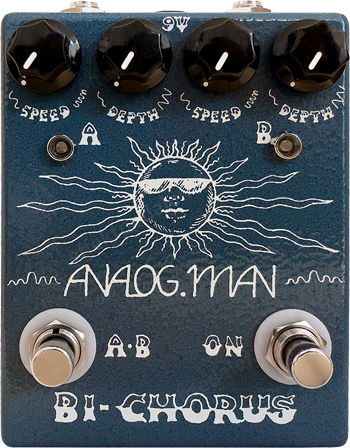 9V
SPEED DEPTH SPEED DEPTH
A B
ANALOG.MAN
A·B ON
BI-CHORUS